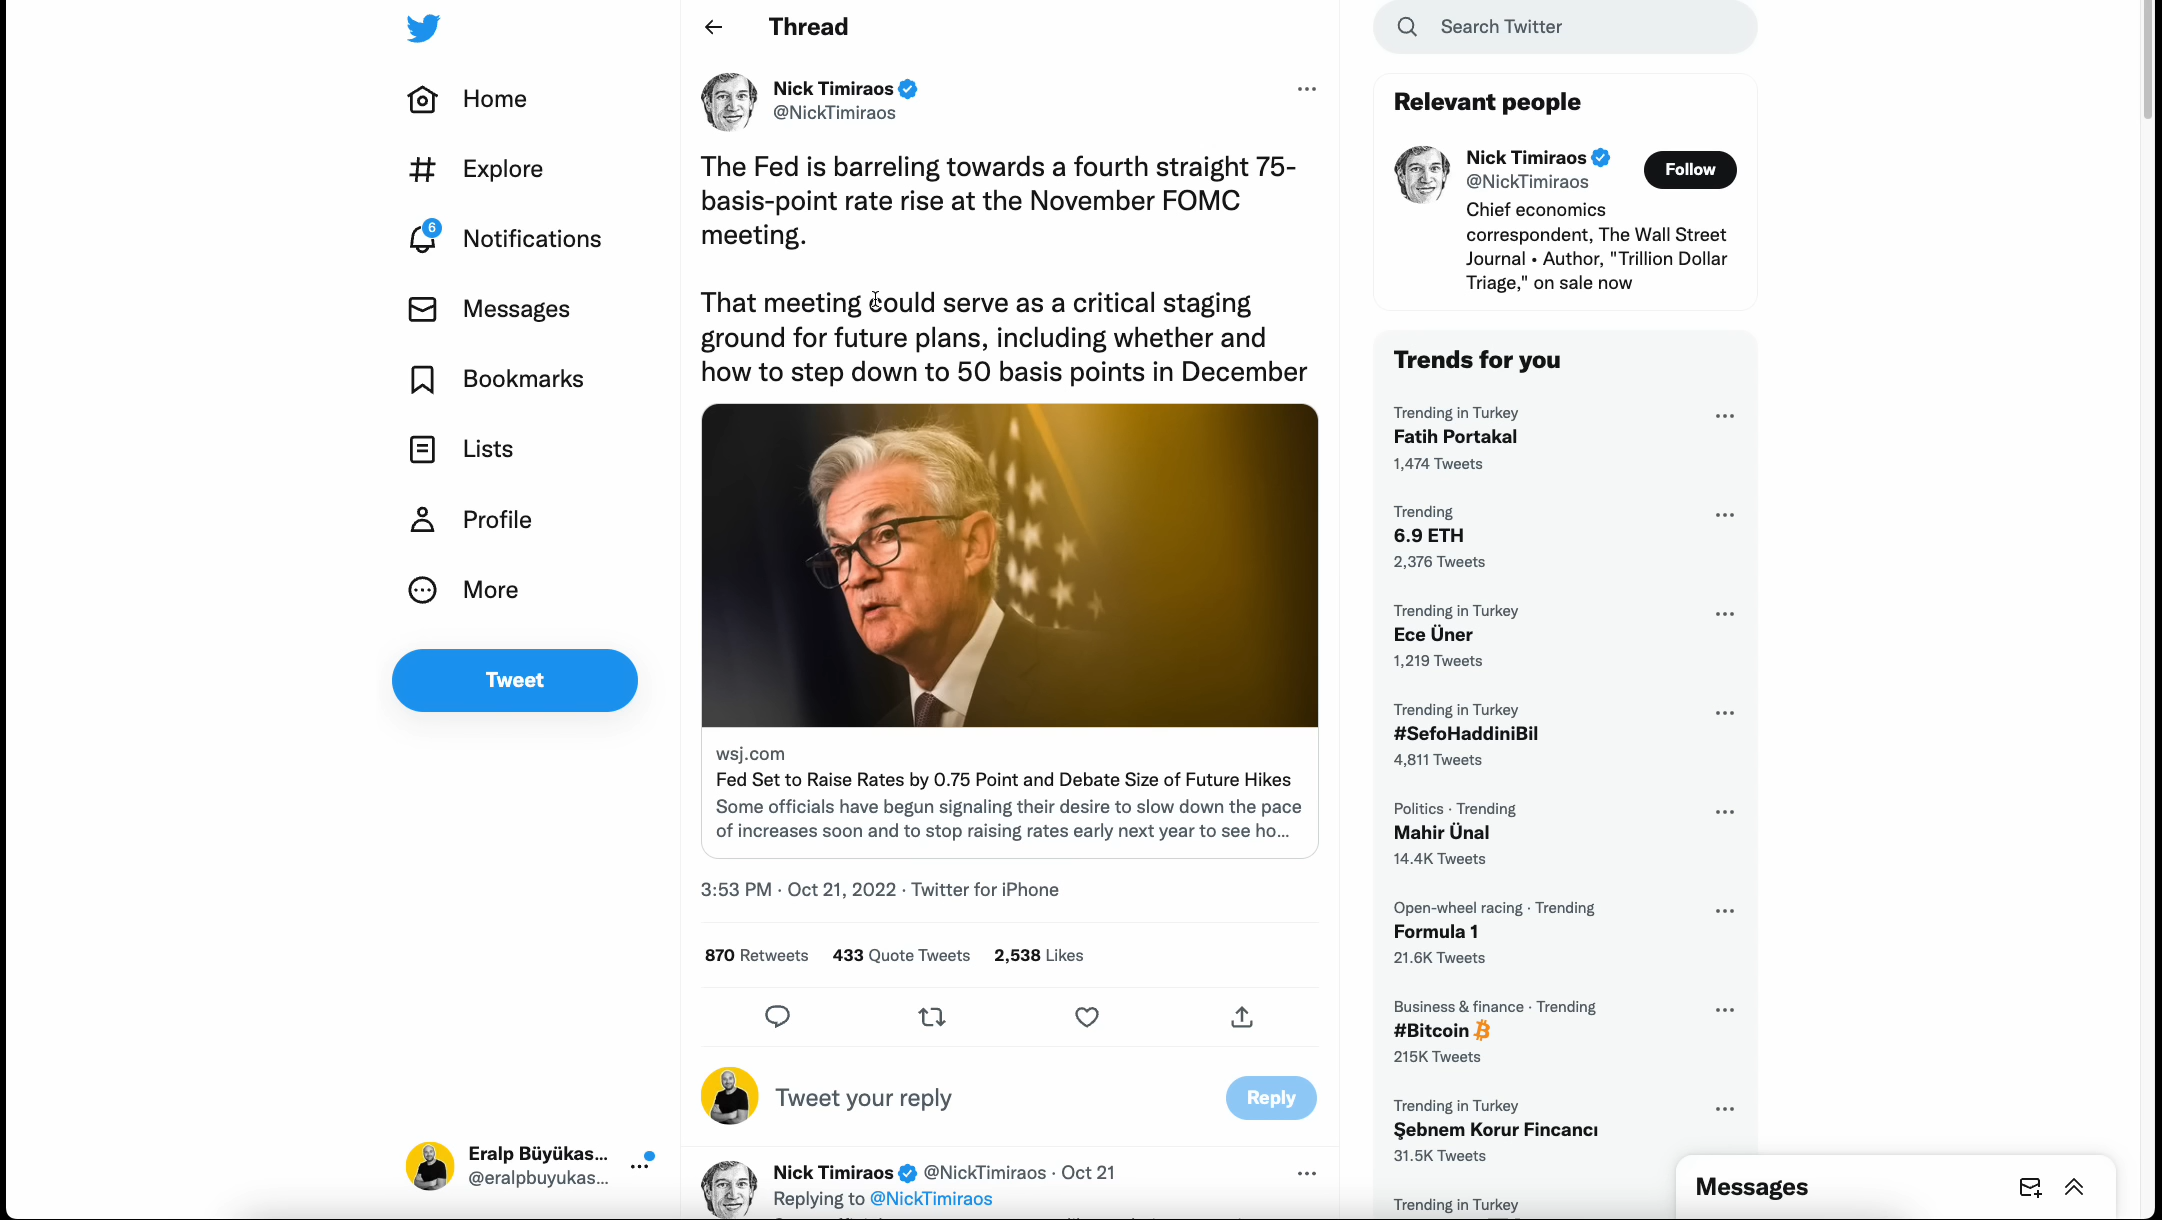 Home
Explore
6
Notifications
Messages
Bookmarks
Lists
Profile
More
Tweet
Eralp Büyükas...
@eralpbuyukas...
Thread
Nick Timiraos
@NickTimiraos
The Fed is barreling towards a fourth straight 75-
basis-point rate rise at the November FOMC
meeting.
That meeting could serve as a critical staging
ground for future plans, including whether and
how to step down to 50 basis points in December
wsj.com
Fed Set to Raise Rates by 0.75 Point and Debate Size of Future Hikes
Some officials have begun signaling their desire to slow down the pace
of increases soon and to stop raising rates early next year to see ho...
3:53 PM · Oct 21, 2022 · Twitter for iPhone
870 Retweets 433 Quote Tweets 2,538 Likes
Tweet your reply
Reply
Nick Timiraos @NickTimiraos · Oct 21
Replying to @NickTimiraos
Search Twitter
Relevant people
Nick Timiraos
@NickTimiraos
Follow
Chief economics
correspondent, The Wall Street
Journal • Author, "Trillion Dollar
Triage," on sale now
Trends for you
Trending in Turkey
Fatih Portakal
1,474 Tweets
Trending
6.9 ETH
2,376 Tweets
Trending in Turkey
Ece Üner
1,219 Tweets
Trending in Turkey
#SefoHaddiniBil
4,811 Tweets
Politics · Trending
Mahir Ünal
14.4K Tweets
Open-wheel racing · Trending
Formula 1
21.6K Tweets
Business & finance · Trending
#Bitcoin
215K Tweets
Trending in Turkey
Şebnem Korur Fincancı
31.5K Tweets
Trending in Turkey
Messages